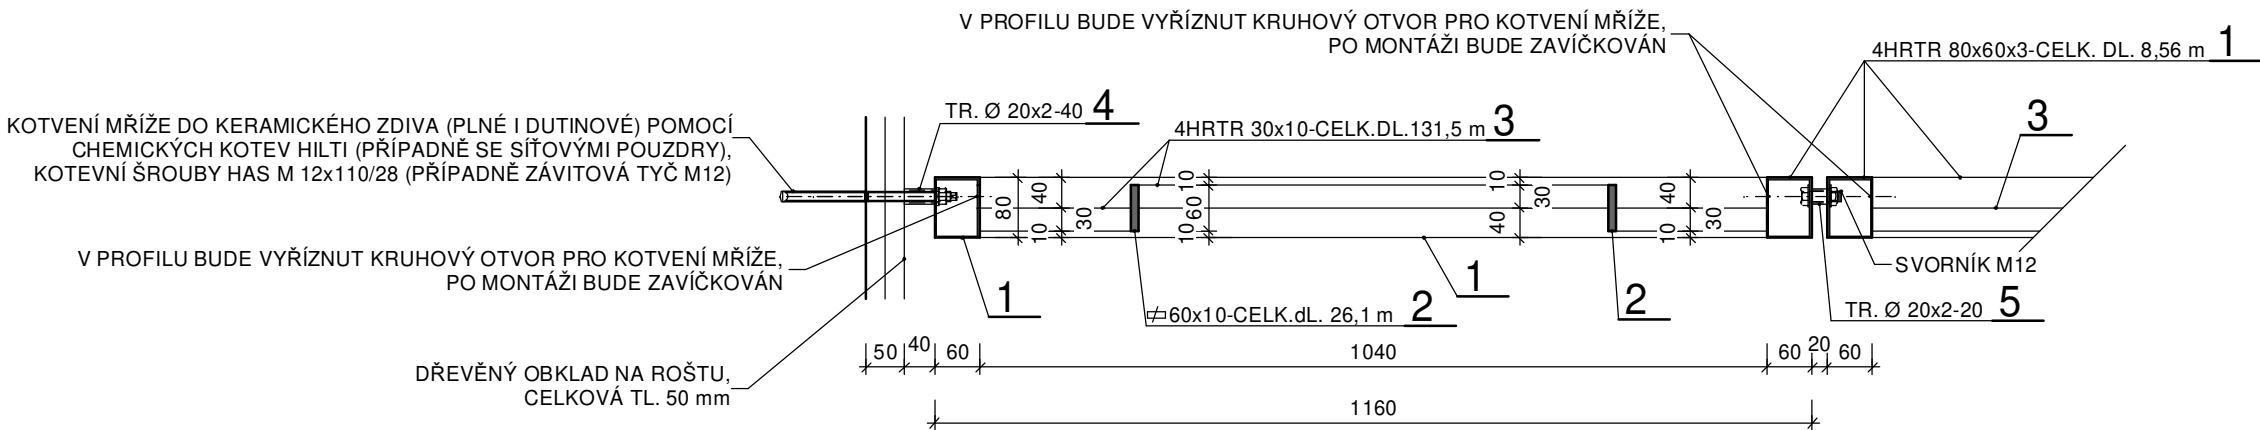 V PROFILU BUDE VYŘÍZNUT KRUHOVÝ OTVOR PRO KOTVENÍ MŘÍŽE,
PO MONTÁŽI BUDE ZAVÍČKOVÁN
4HRTR 80x60x3-CELK. DL. 8,56 m 1
KOTVENÍ MŘÍŽE DO KERAMICKÉHO ZDIVA (PLNÉ I DUTINOVÉ) POMOCÍ
CHEMICKÝCH KOTEV HILTI (PŘÍPADNĚ SE SÍŤOVÝMI POUZDRY),
KOTEVNÍ ŠROUBY HAS M 12x110/28 (PŘÍPADNĚ ZÁVITOVÁ TYČ M12)
TR. Ø 20x2-40 4
4HRTR 30x10-CELK.DL.131,5 m 3
3
80
40
10
30
10
60
10
10
30
40
40
10
30
V PROFILU BUDE VYŘÍZNUT KRUHOVÝ OTVOR PRO KOTVENÍ MŘÍŽE,
PO MONTÁŽI BUDE ZAVÍČKOVÁN
SVORNÍK M12
1
60x10-CELK.dL. 26,1 m 2
1
2
TR. Ø 20x2-20 5
DŘEVĚNÝ OBKLAD NA ROŠTU,
CELKOVÁ TL. 50 mm
50 40 60 1040 60 20 60
1160